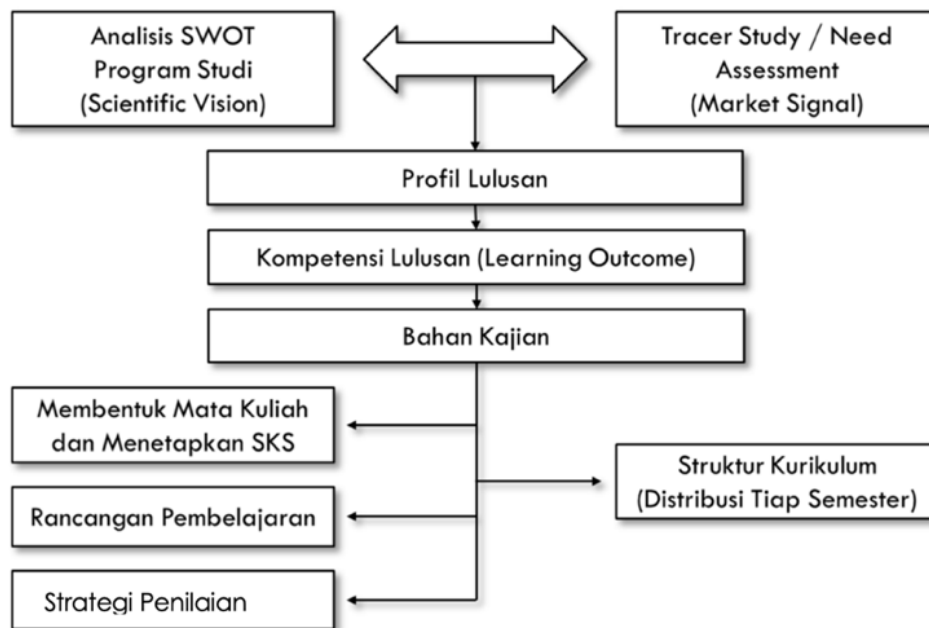 Analisis SWOT
Program Studi
(Scientific Vision)
Tracer Study / Need
Assessment
(Market Signal)
Profil Lulusan
Kompetensi Lulusan (Learning Outcome)
Bahan Kajian
Membentuk Mata Kuliah
dan Menetapkan SKS
Struktur Kurikulum
(Distribusi Tiap Semester)
Rancangan Pembelajaran
Strategi Penilaian